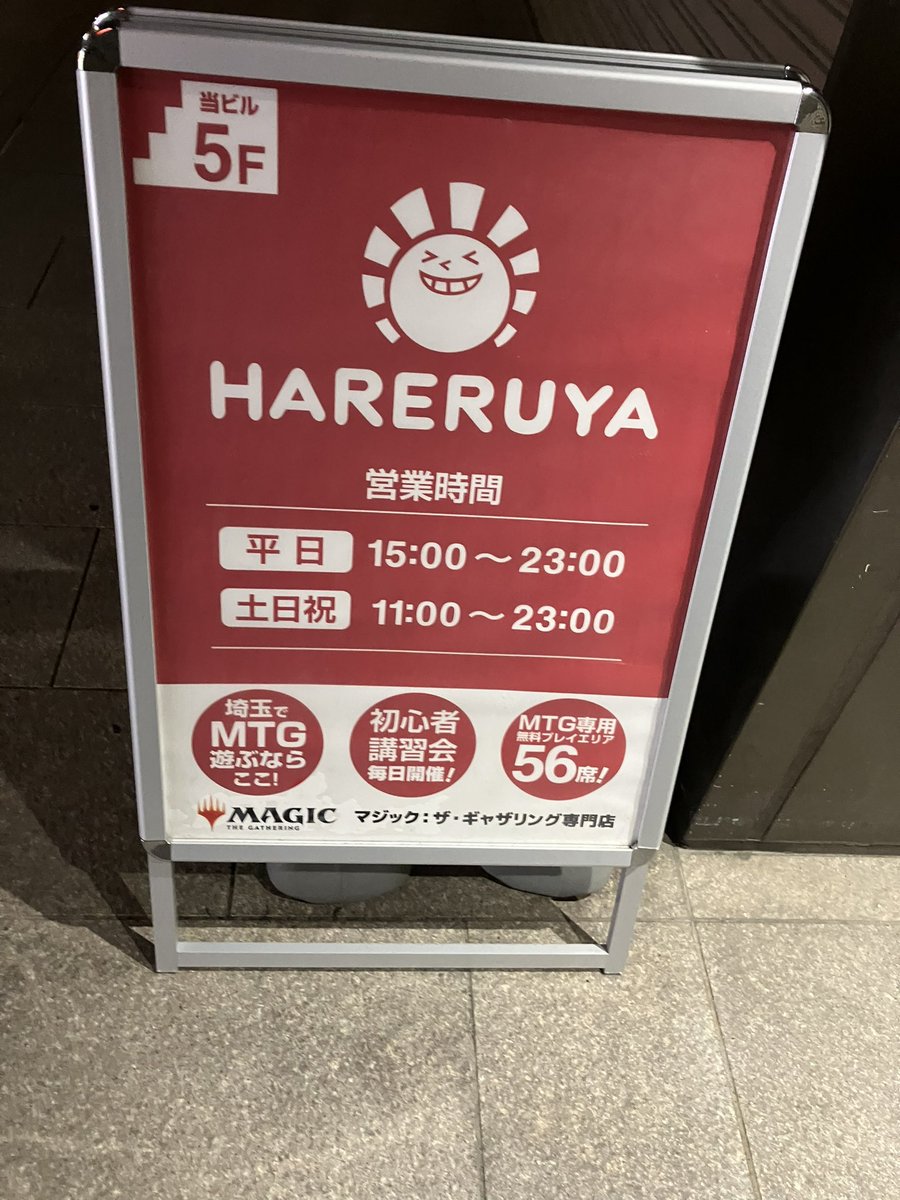 当ビル
5F
HARERUYA
営業時間
平日 15:00～23:00
土日祝 11:00～23:00
埼玉で
MTG
遊ぶなら
ここ!
初心者
講習会
毎日開催!
MTG専用
無料プレイエリア
56席!
MAGIC
THE GATHERING
マジック：ザ・ギャザリング専門店